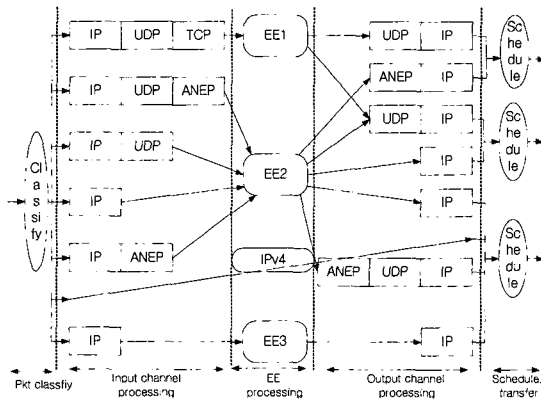 IP UDP TCP EE1 UDP IP
Sc
he
du
le
IP UDP ANEP ANEP IP
UDP IP
Sc
he
du
le
IP UDP EE2 IP
Cl
a
ssi
fy
IP IP
Sc
he
du
le
IP ANEP IPv4 ANEP UDP IP
IP EE3 IP
Pkt classfiy
Input channel
processing
EE
processing
Output channel
processing
Schedule,
transfer